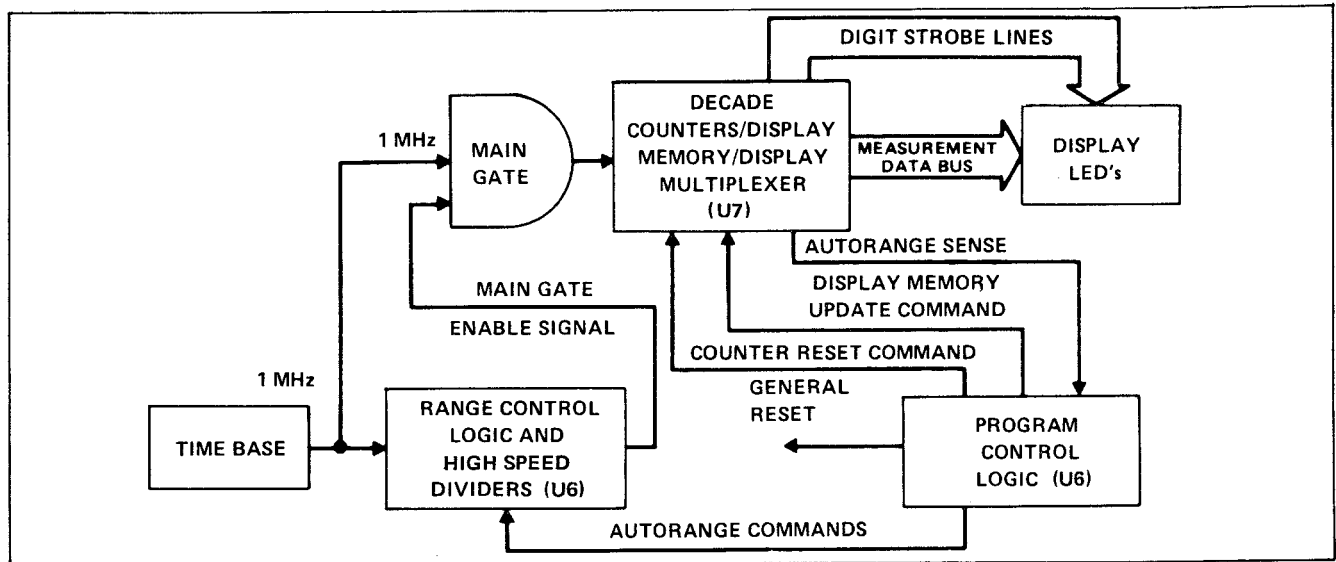 DIGIT STROBE LINES
1 MHz
MAIN
GATE
DECADE
COUNTERS/DISPLAY
MEMORY/DISPLAY
MULTIPLEXER
(U7)
MEASUREMENT
DATA BUS
DISPLAY
LED's
AUTORANGE SENSE
DISPLAY MEMORY
UPDATE COMMAND
MAIN GATE
ENABLE SIGNAL
COUNTER RESET COMMAND
GENERAL
RESET
1 MHz
TIME BASE
RANGE CONTROL
LOGIC AND
HIGH SPEED
DIVIDERS (U6)
PROGRAM
CONTROL
LOGIC (U6)
AUTORANGE COMMANDS